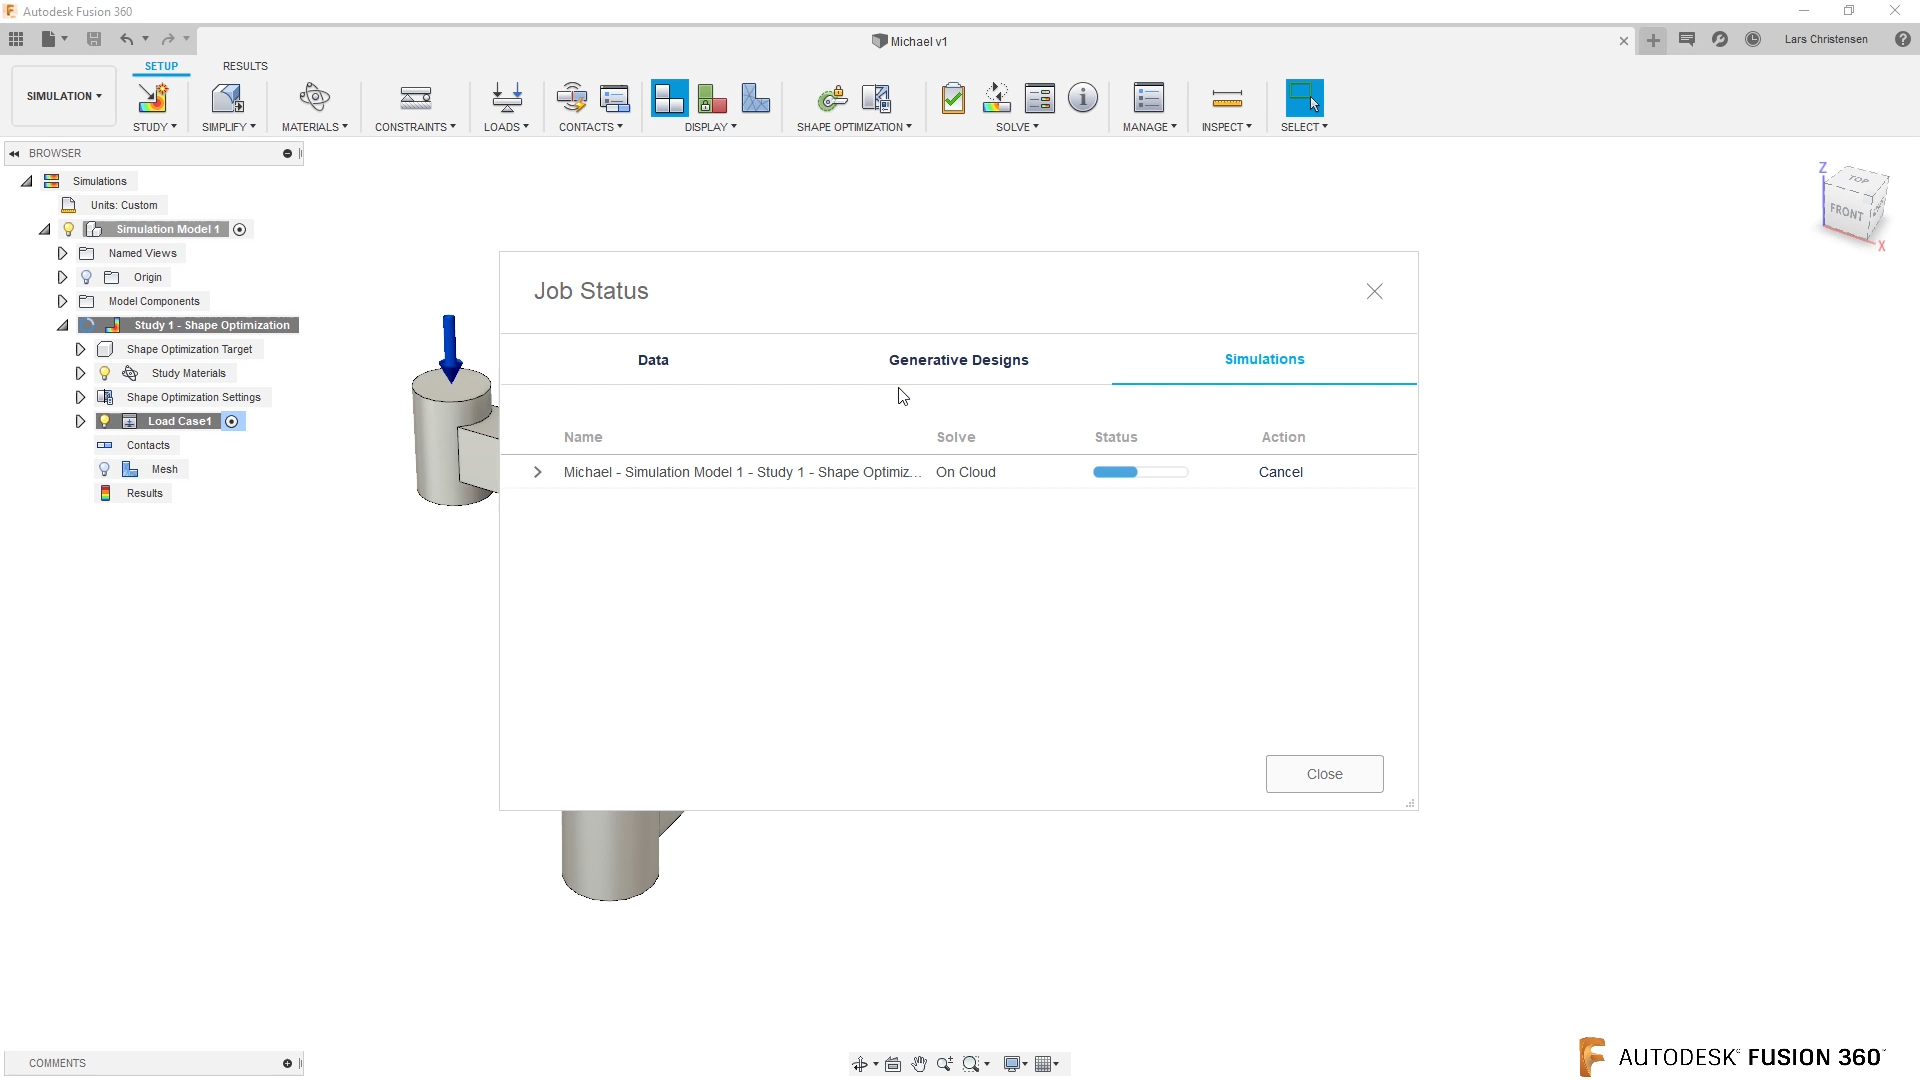 Autodesk Fusion 360
Michael v1
Lars Christensen
SETUP RESULTS
SIMULATION
STUDY SIMPLIFY MATERIALS CONSTRAINTS LOADS CONTACTS DISPLAY SHAPE OPTIMIZATION SOLVE MANAGE INSPECT SELECT
BROWSER
Simulations
Units: Custom
Simulation Model 1
Named Views
Origin
Model Components
Study 1 - Shape Optimization
Shape Optimization Target
Study Materials
Shape Optimization Settings
Load Case1
Contacts
Mesh
Results
Z
TOP
FRONT
X
Job Status
Data Generative Designs Simulations
Name Solve Status Action
Michael - Simulation Model 1 - Study 1 - Shape Optimiz... On Cloud Cancel
Close
COMMENTS
AUTODESK® FUSION 360™